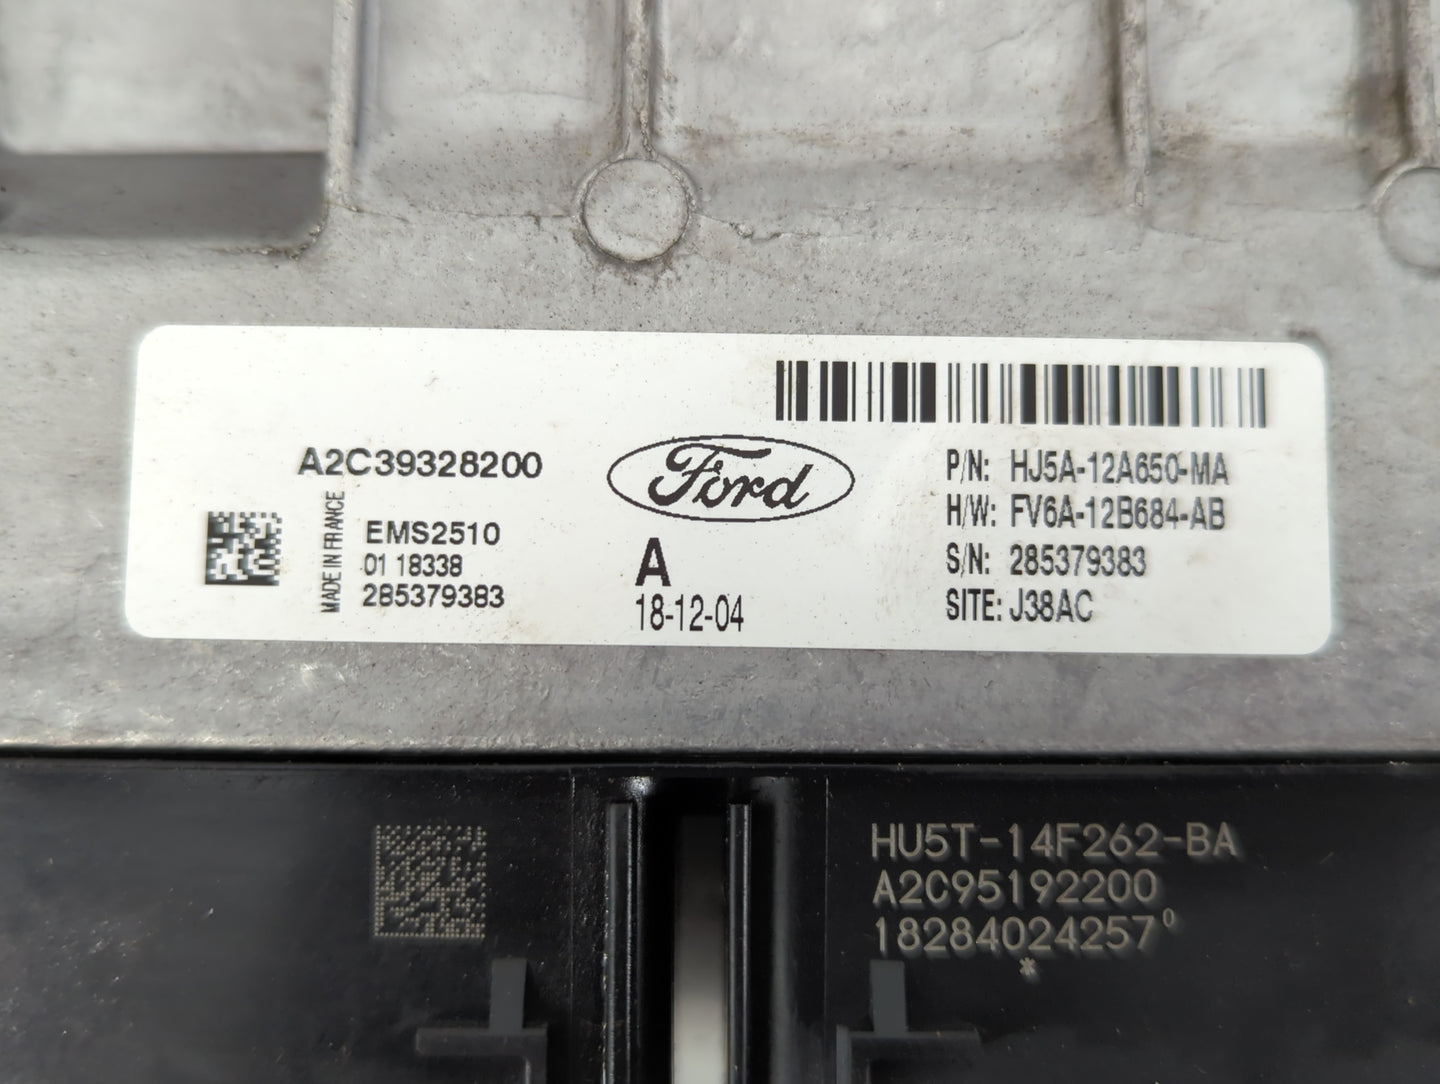 A2C39328200
MADE IN FRANCE
EMS2510
01 18338
285379383
Ford
A
18-12-04
P/N: HJ5A-12A650-MA
H/W: FV6A-12B684-AB
S/N: 285379383
SITE: J38AC
HU5T-14F262-BA
A2C95192200
18284024257⁰
*